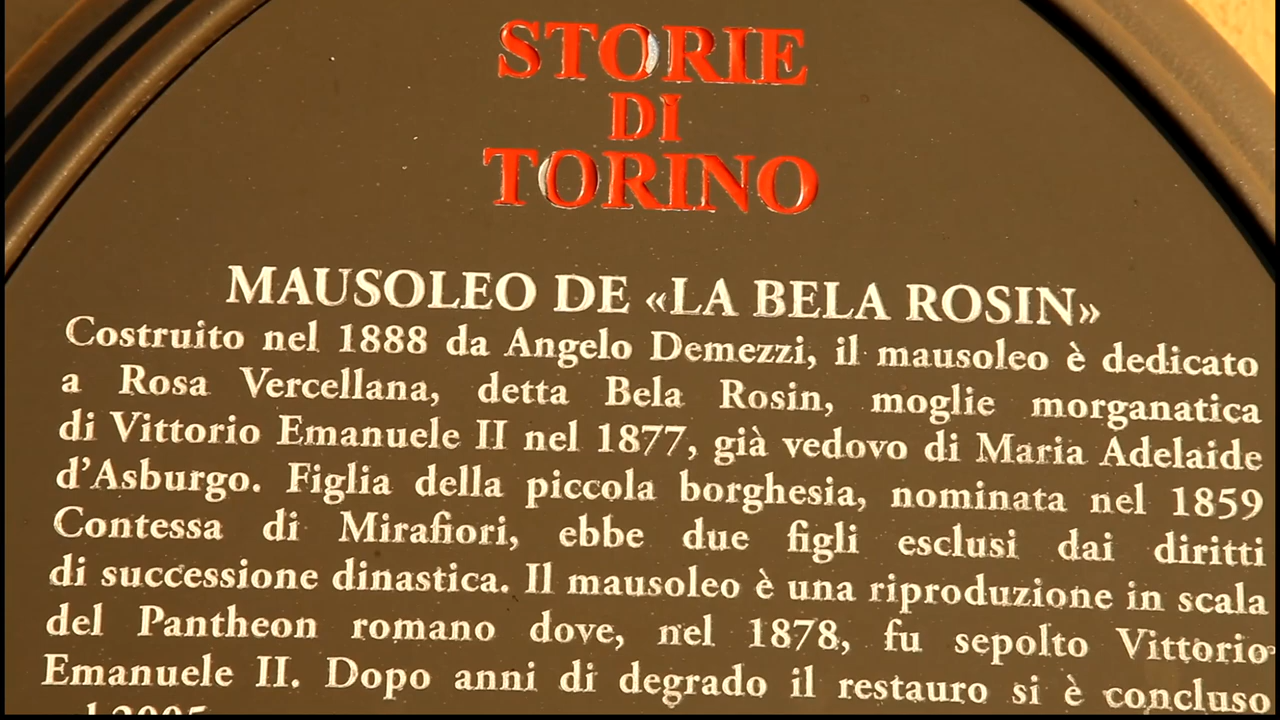 STORIE
DI
TORINO
MAUSOLEO DE «LA BELA ROSIN»
Costruito nel 1888 da Angelo Demezzi, il mausoleo è dedicato
a Rosa Vercellana, detta Bela Rosin, moglie morganatica
di Vittorio Emanuele II nel 1877, già vedovo di Maria Adelaide
d'Asburgo. Figlia della piccola borghesia, nominata nel 1859
Contessa di Mirafiori, ebbe due figli esclusi dai diritti
di successione dinastica. Il mausoleo è una riproduzione in scala
del Pantheon romano dove, nel 1878, fu sepolto Vittorio
Emanuele II. Dopo anni di degrado il restauro si è concluso